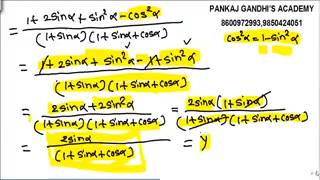 PANKAJ GANDHI'S ACADEMY
8600972993,9850424051
= 1 + 2sinα + sin²α - cos²α / (1+sinα)(1+sinα+cosα)
cos²α = 1-sin²α
= 1 + 2sinα + sin²α - 1 + sin²α / (1+sinα)(1+sinα+cosα)
= 2sinα + 2sin²α / (1+sinα)(1+sinα+cosα) = 2sinα (1+sinα) / (1+sinα)(1+sinα+cosα)
= 2sinα / (1+sinα+cosα) = y